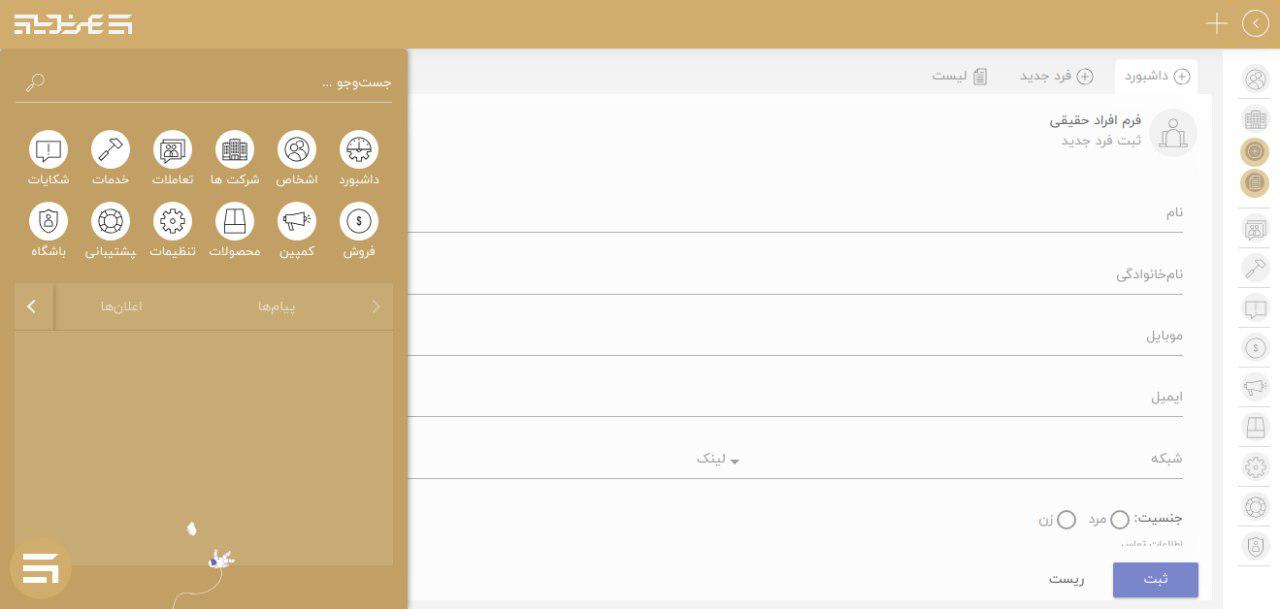 داشبورد
فرد جدید
لیست
فرم افراد حقیقی
ثبت فرد جدید
نام
نام‌خانوادگی
موبایل
ایمیل
شبکه
لینک
جنسیت: مرد زن
ثبت
ریست
جست‌وجو ...
داشبورد اشخاص شرکت ها تعاملات خدمات شکایات
فروش کمپین محصولات تنظیمات پشتیبانی باشگاه
پیام‌ها اعلان‌ها